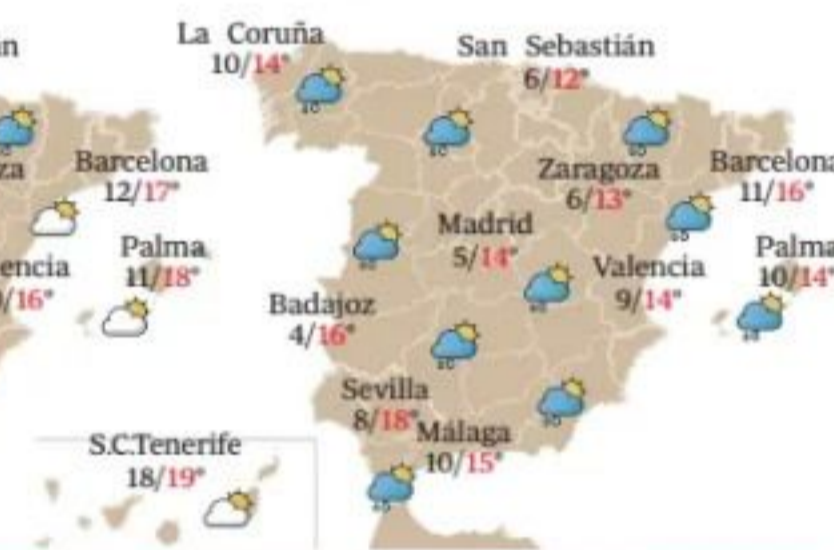 Barcelona
12/17°
Palma
11/18°
/16°
S.C.Tenerife
18/19°
La Coruña
10/14°
San Sebastián
6/12°
Zaragoza
6/13°
Barcelona
11/16°
Madrid
5/14°
Valencia
9/14°
Palma
10/14°
Badajoz
4/16°
Sevilla
8/18°
Málaga
10/15°